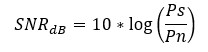 SNR_dB = 10 * log(Ps/Pn)